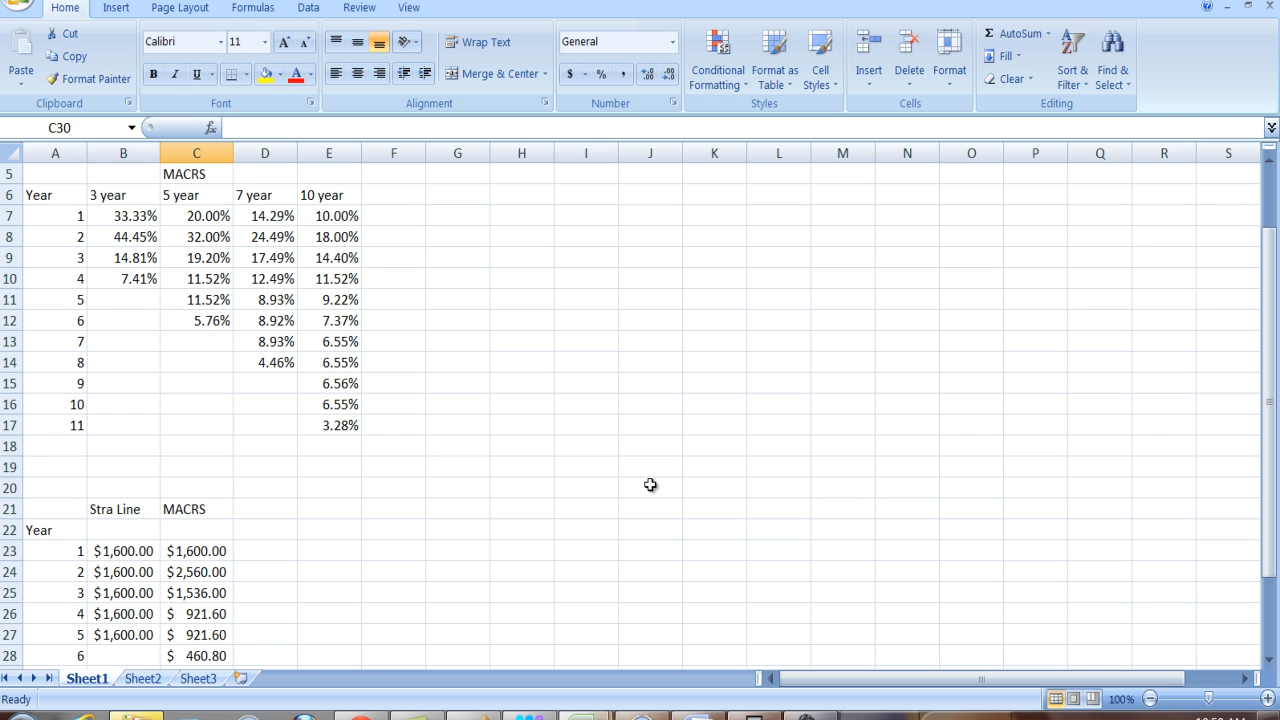 Home Insert Page Layout Formulas Data Review View
Cut
Copy
Format Painter
Paste
Calibri 11
B I U
Wrap Text
Merge & Center
General
$ % ,
Conditional Formatting
Format as Table
Cell Styles
Insert Delete Format
AutoSum
Fill
Clear
Sort & Filter
Find & Select
Clipboard Font Alignment Number Styles Cells Editing
C30 fx
A B C D E F G H I J K L M N O P Q R S
5 MACRS
6 Year 3 year 5 year 7 year 10 year
7 1 33.33% 20.00% 14.29% 10.00%
8 2 44.45% 32.00% 24.49% 18.00%
9 3 14.81% 19.20% 17.49% 14.40%
10 4 7.41% 11.52% 12.49% 11.52%
11 5 11.52% 8.93% 9.22%
12 6 5.76% 8.92% 7.37%
13 7 8.93% 6.55%
14 8 4.46% 6.55%
15 9 6.56%
16 10 6.55%
17 11 3.28%
18
19
20
21 Stra Line MACRS
22 Year
23 1 $1,600.00 $1,600.00
24 2 $1,600.00 $2,560.00
25 3 $1,600.00 $1,536.00
26 4 $1,600.00 $ 921.60
27 5 $1,600.00 $ 921.60
28 6 $ 460.80
Sheet1 Sheet2 Sheet3
Ready 100%